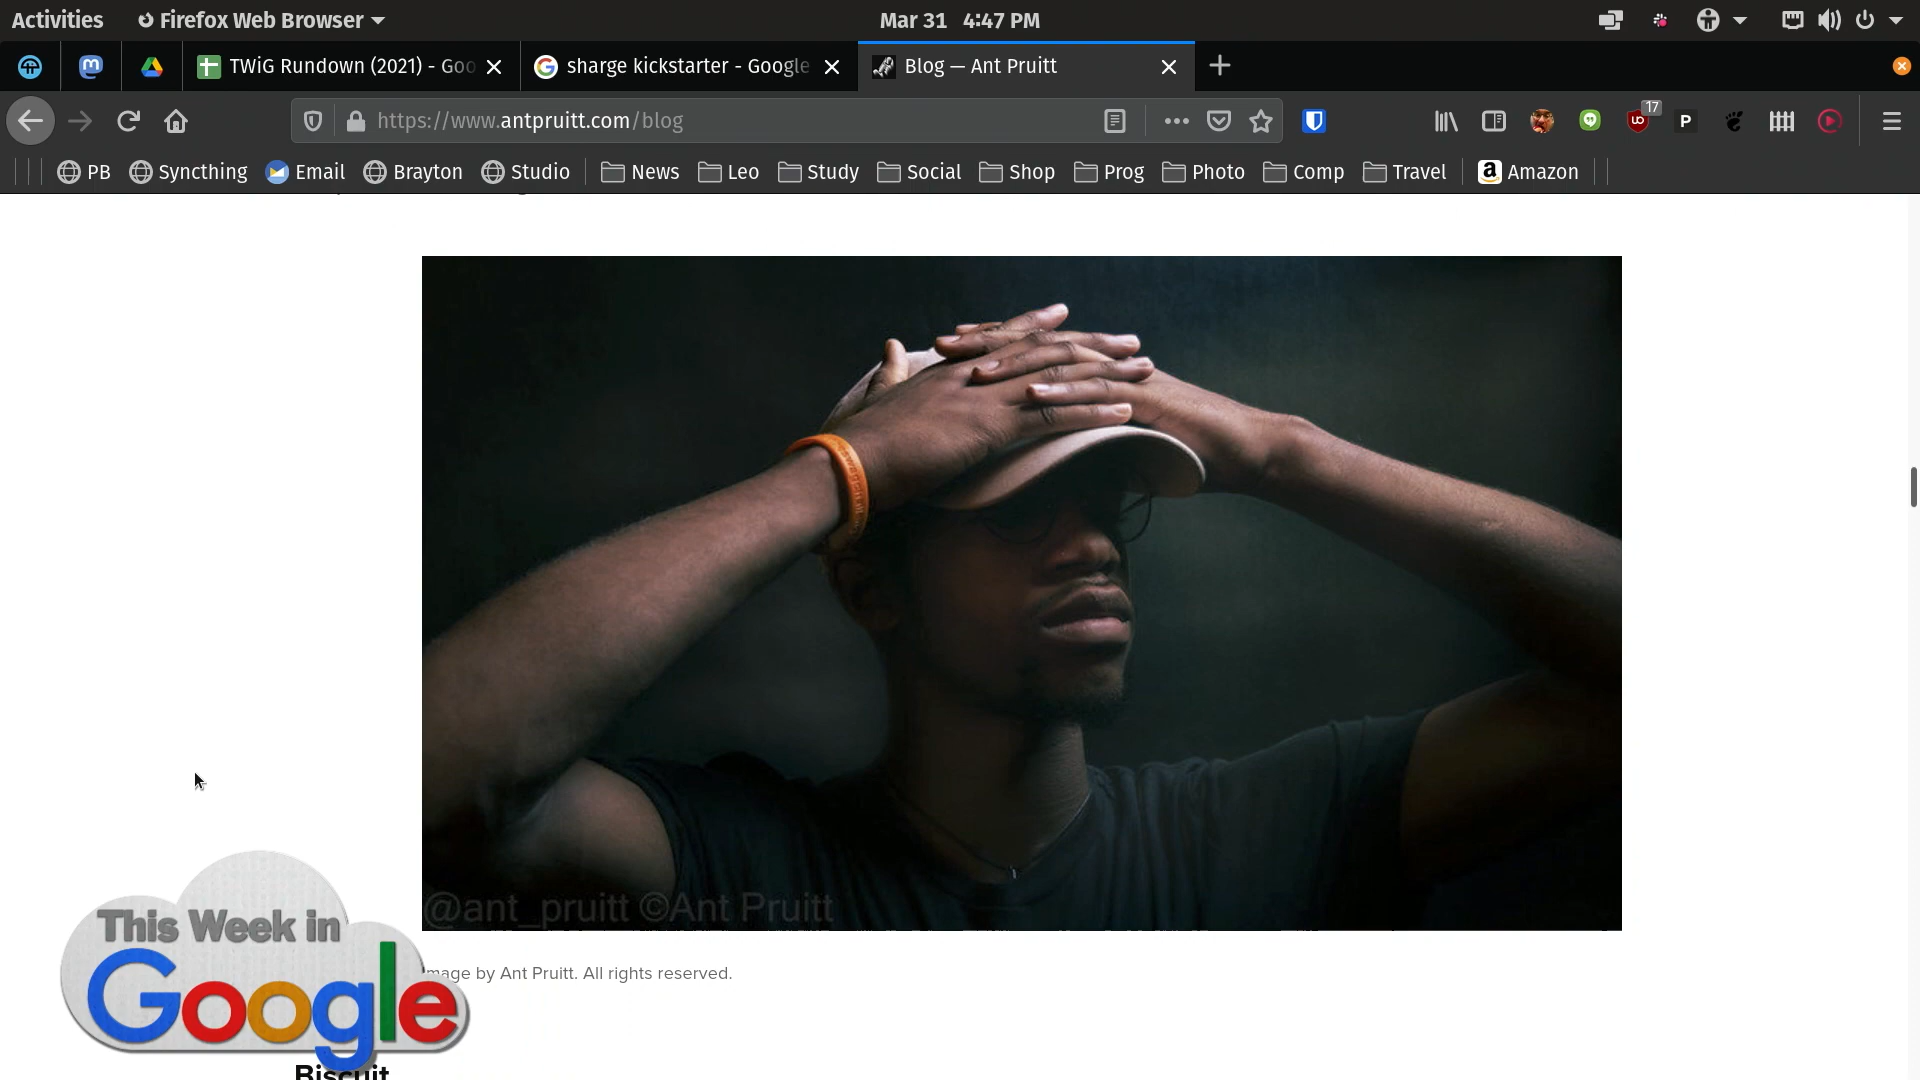 Activities Firefox Web Browser Mar 31 4:47 PM
TWiG Rundown (2021) - Goo sharge kickstarter - Google Blog — Ant Pruitt
https://www.antpruitt.com/blog 17 P
PB Syncthing Email Brayton Studio News Leo Study Social Shop Prog Photo Comp Travel a Amazon
@ant_pruitt ©Ant Pruitt
mage by Ant Pruitt. All rights reserved.
This Week in
Google
Biscuit